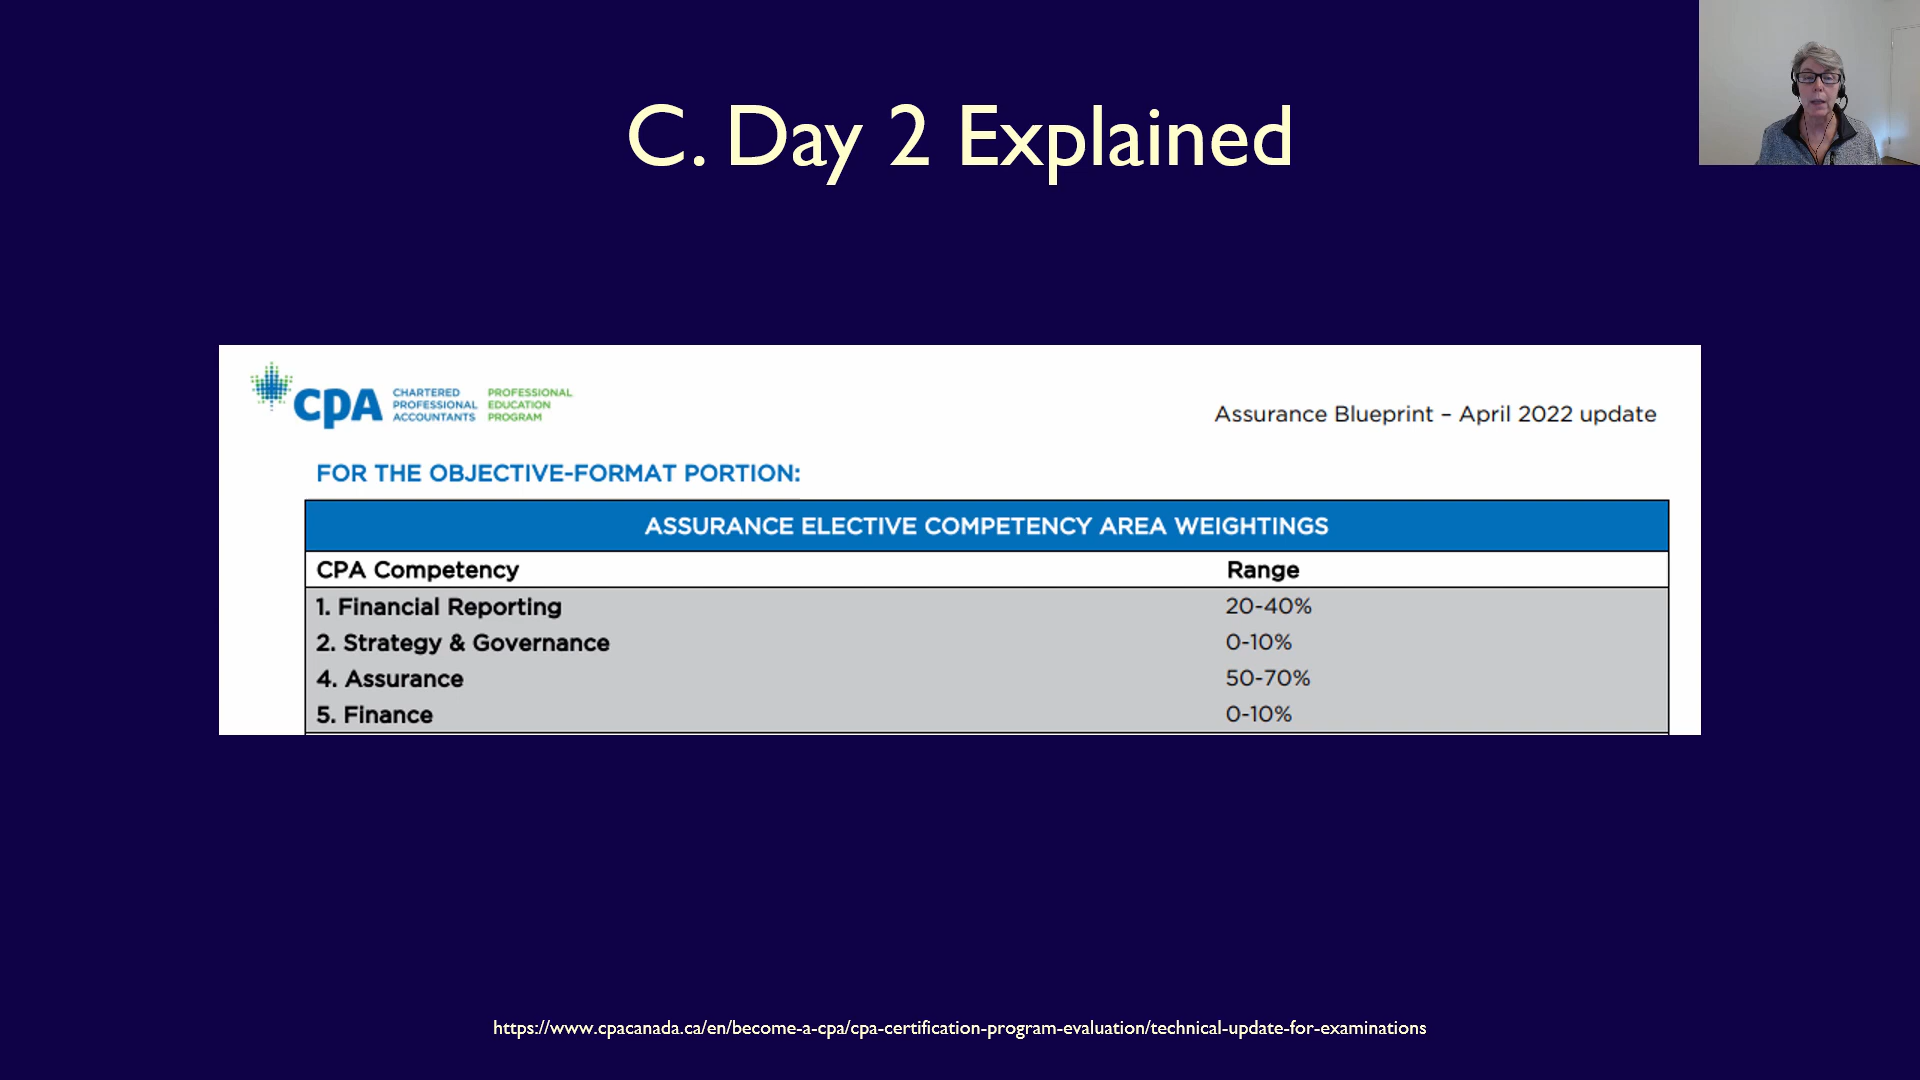 C. Day 2 Explained
CPA CHARTERED PROFESSIONAL ACCOUNTANTS PROFESSIONAL EDUCATION PROGRAM
Assurance Blueprint – April 2022 update
FOR THE OBJECTIVE-FORMAT PORTION:
ASSURANCE ELECTIVE COMPETENCY AREA WEIGHTINGS
CPA Competency Range
1. Financial Reporting 20-40%
2. Strategy & Governance 0-10%
4. Assurance 50-70%
5. Finance 0-10%
https://www.cpacanada.ca/en/become-a-cpa/cpa-certification-program-evaluation/technical-update-for-examinations